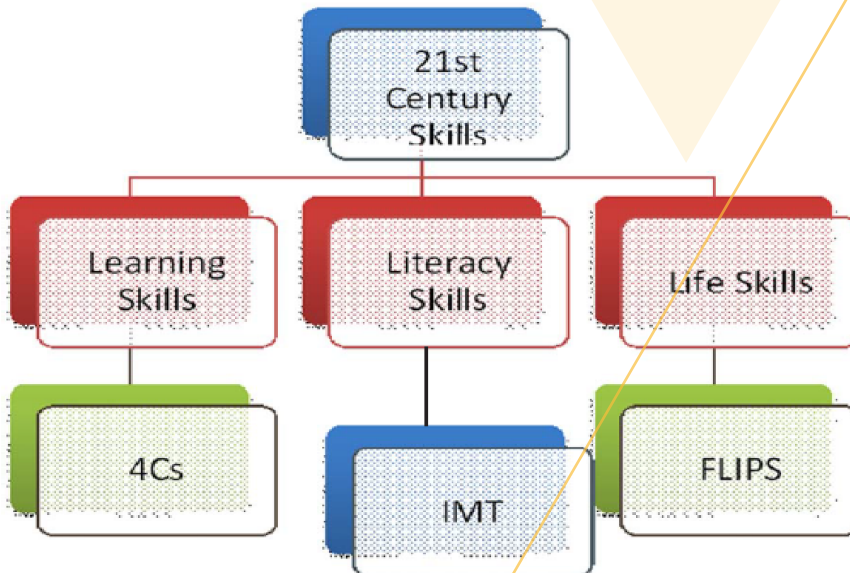 21st
Century
Skills
Learning
Skills
Literacy
Skills
Life Skills
4Cs
IMT
FLIPS